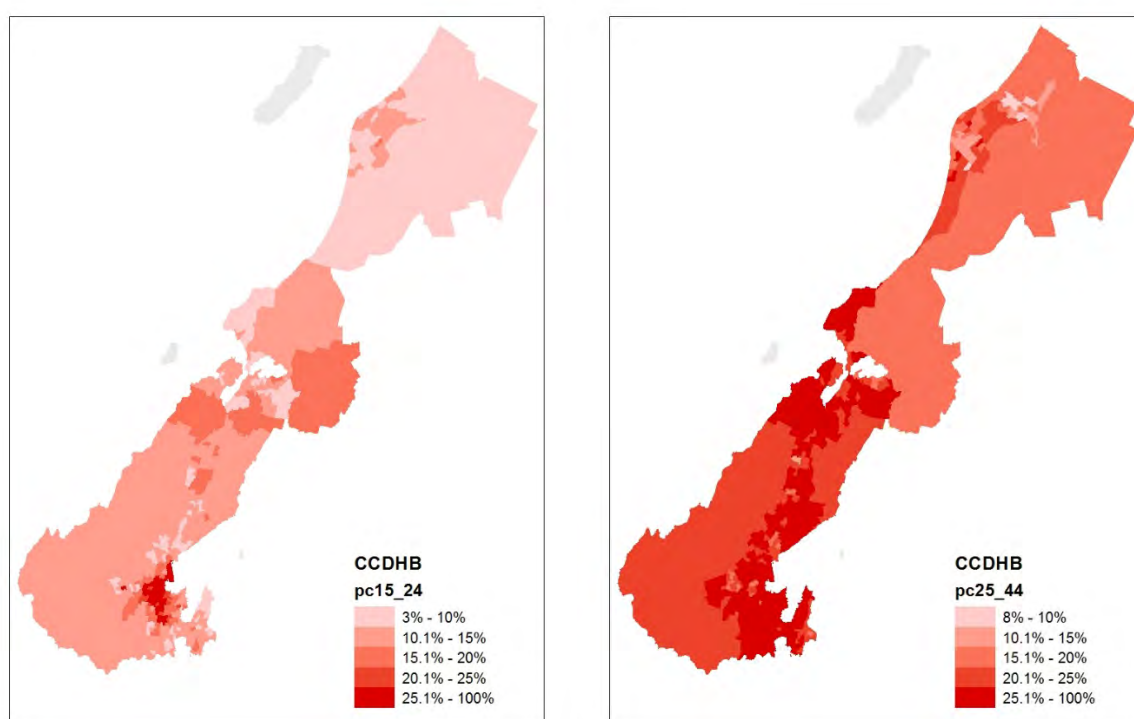 CCDHB
pc15_24
3% - 10%
10.1% - 15%
15.1% - 20%
20.1% - 25%
25.1% - 100%
CCDHB
pc25_44
8% - 10%
10.1% - 15%
15.1% - 20%
20.1% - 25%
25.1% - 100%